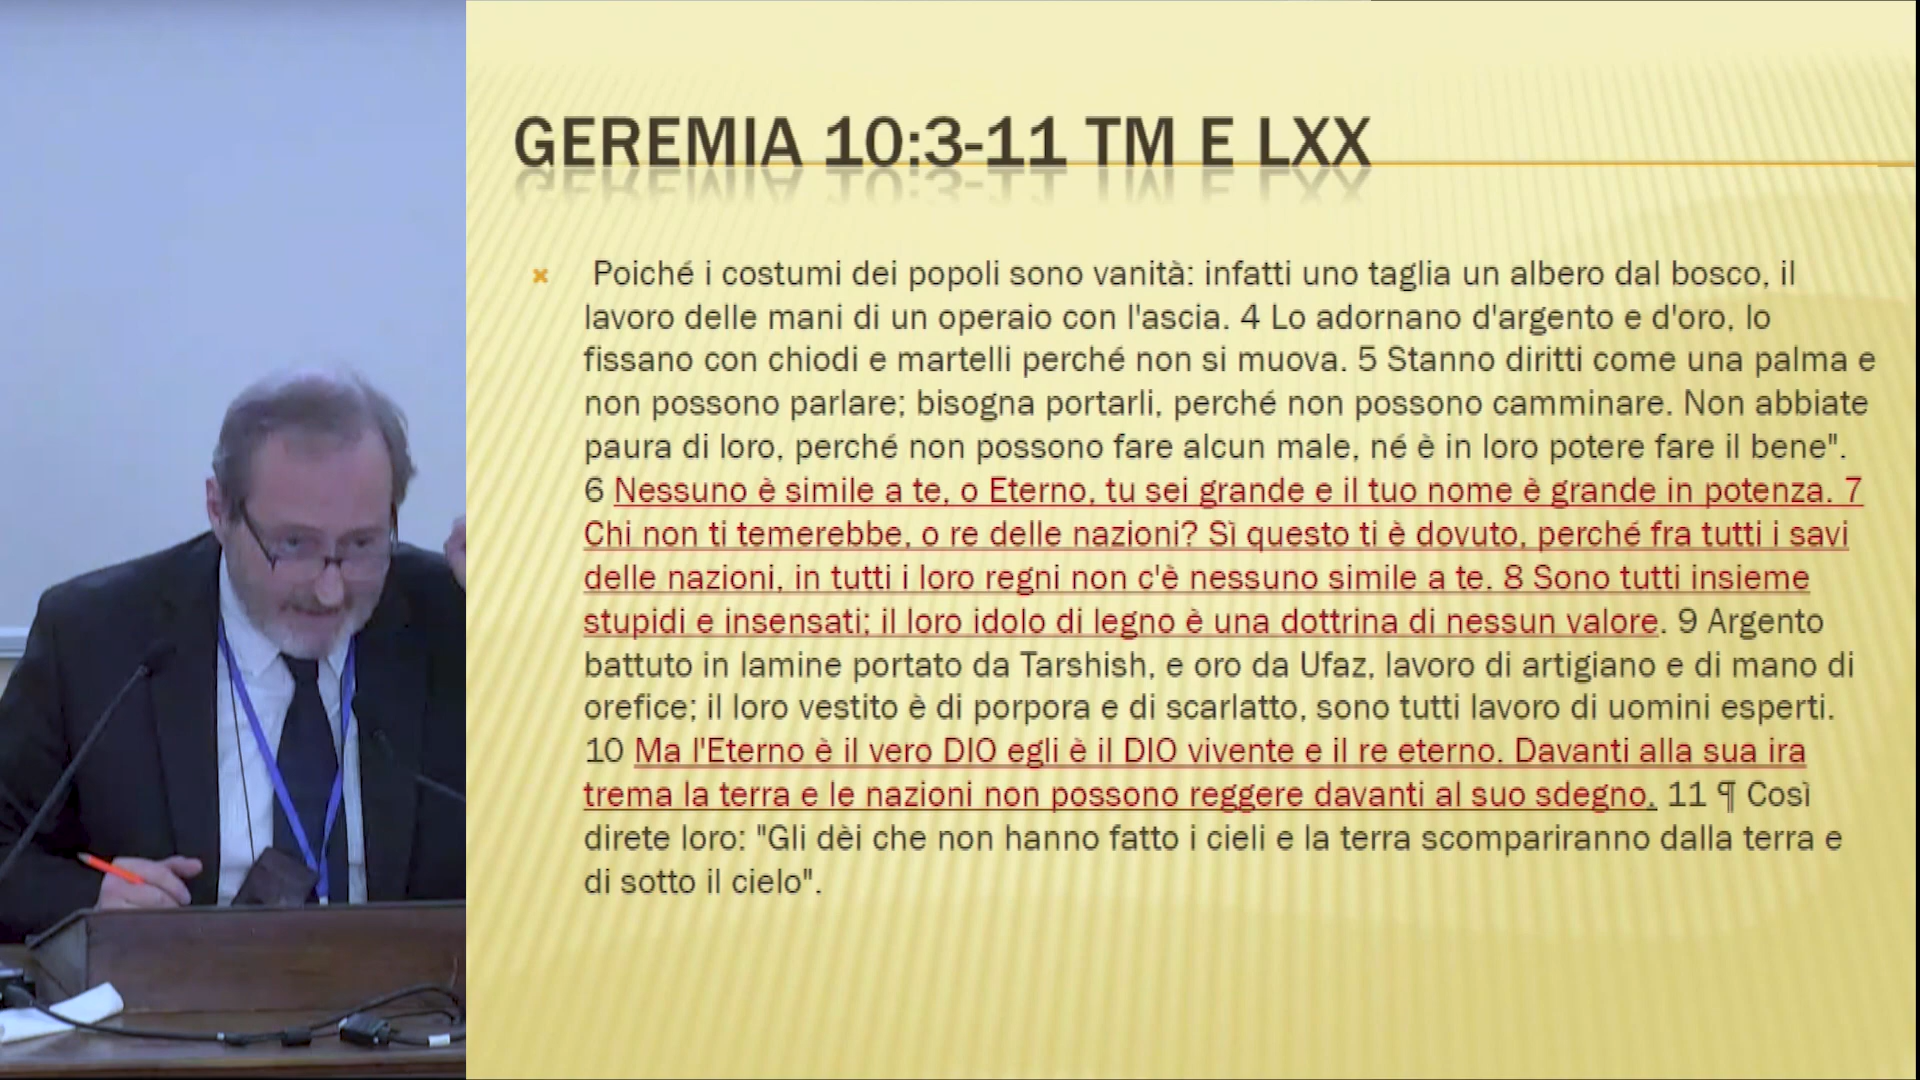 GEREMIA 10:3-11 TM E LXX
Poiché i costumi dei popoli sono vanità: infatti uno taglia un albero dal bosco, il
lavoro delle mani di un operaio con l'ascia. 4 Lo adornano d'argento e d'oro, lo
fissano con chiodi e martelli perché non si muova. 5 Stanno diritti come una palma e
non possono parlare; bisogna portarli, perché non possono camminare. Non abbiate
paura di loro, perché non possono fare alcun male, né è in loro potere fare il bene".
6 Nessuno è simile a te, o Eterno, tu sei grande e il tuo nome è grande in potenza. 7
Chi non ti temerebbe, o re delle nazioni? Sì questo ti è dovuto, perché fra tutti i savi
delle nazioni, in tutti i loro regni non c'è nessuno simile a te. 8 Sono tutti insieme
stupidi e insensati; il loro idolo di legno è una dottrina di nessun valore. 9 Argento
battuto in lamine portato da Tarshish, e oro da Ufaz, lavoro di artigiano e di mano di
orefice; il loro vestito è di porpora e di scarlatto, sono tutti lavoro di uomini esperti.
10 Ma l'Eterno è il vero DIO egli è il DIO vivente e il re eterno. Davanti alla sua ira
trema la terra e le nazioni non possono reggere davanti al suo sdegno. 11 ¶ Così
direte loro: "Gli dèi che non hanno fatto i cieli e la terra scompariranno dalla terra e
di sotto il cielo".